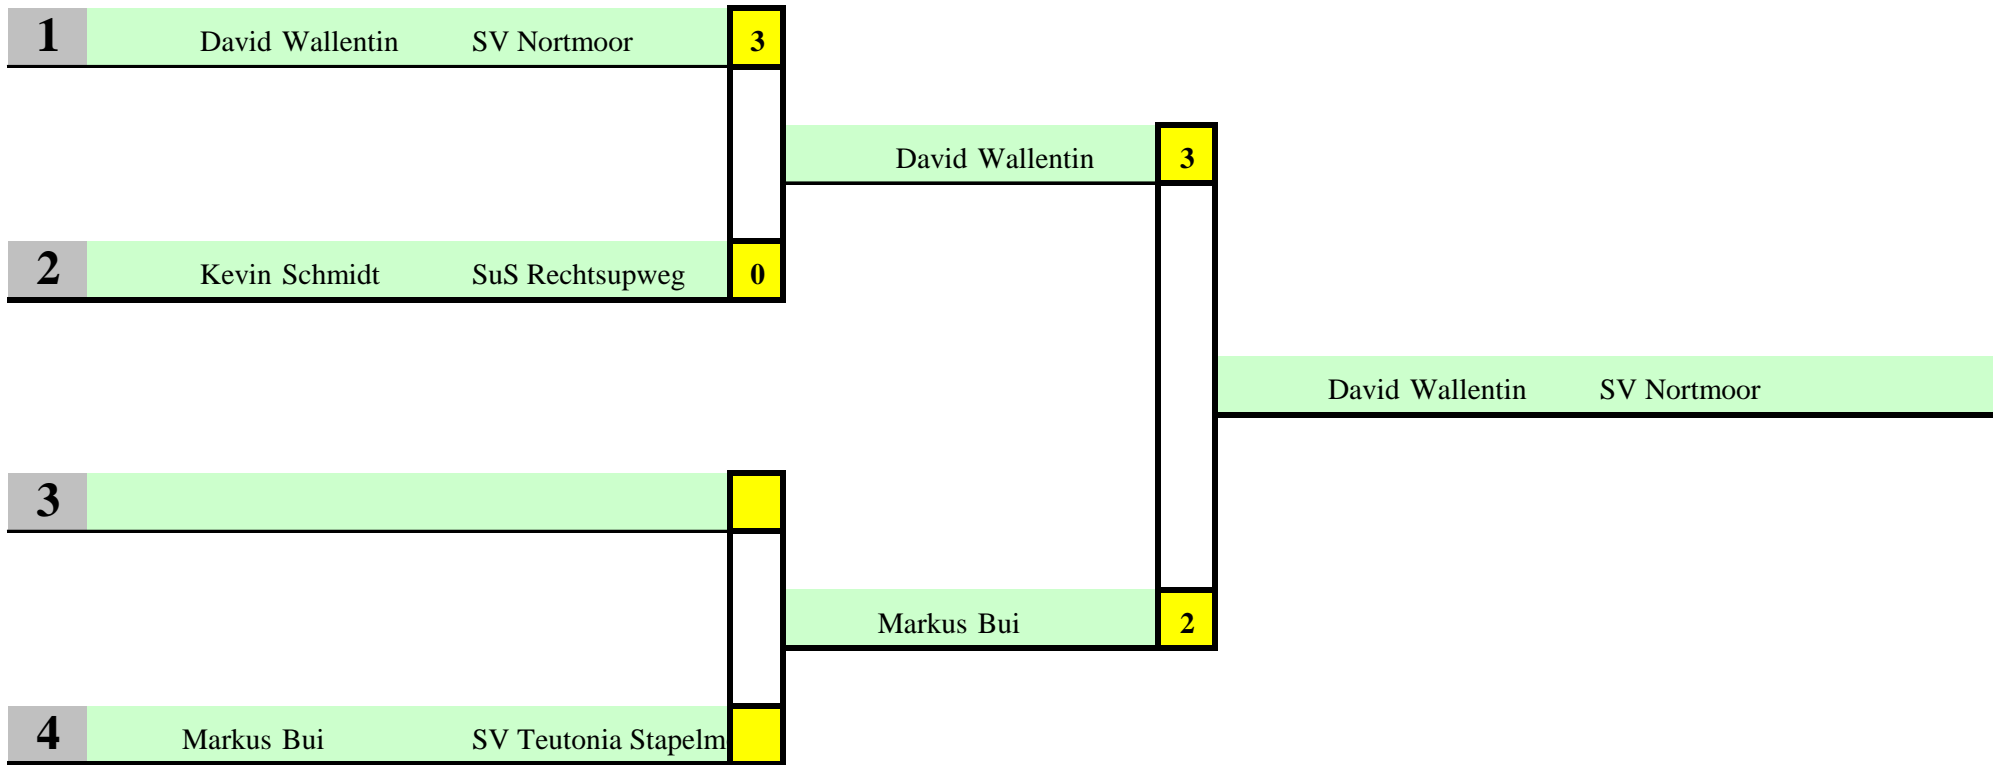 1 David Wallentin SV Nortmoor 3
David Wallentin 3
2 Kevin Schmidt SuS Rechtsupweg 0
David Wallentin SV Nortmoor
3
Markus Bui 2
4 Markus Bui SV Teutonia Stapelm